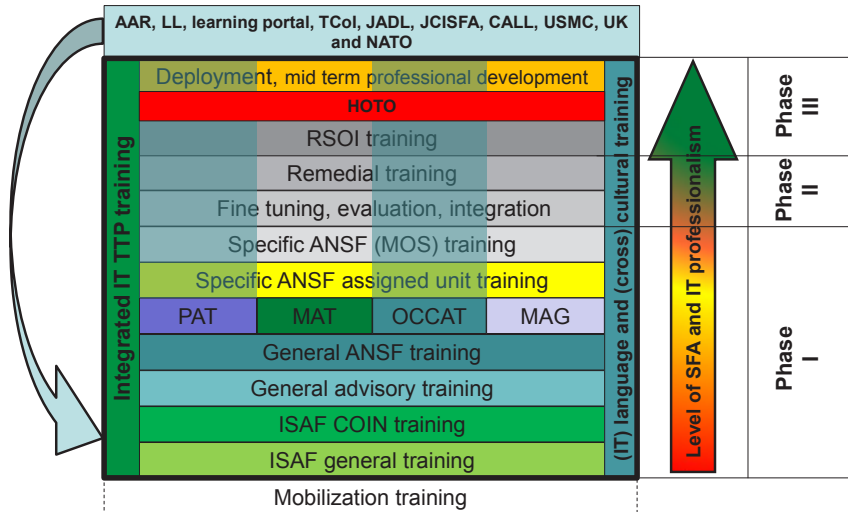 AAR, LL, learning portal, TCoI, JADL, JCISFA, CALL, USMC, UK
and NATO
Integrated IT TTP training
Deployment, mid term professional development
HOTO
RSOI training
Remedial training
Fine tuning, evaluation, integration
Specific ANSF (MOS) training
Specific ANSF assigned unit training
PAT MAT OCCAT MAG
General ANSF training
General advisory training
ISAF COIN training
ISAF general training
Mobilization training
(IT) language and (cross) cultural training
Level of SFA and IT professionalism
Phase
III
Phase
II
Phase
I